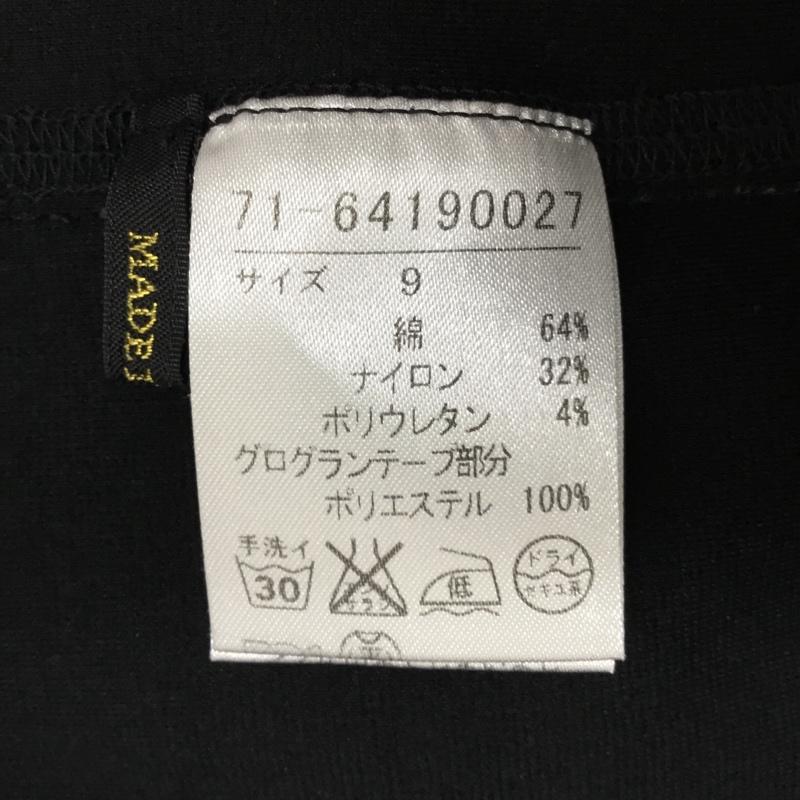 71-64190027
サイズ 9
綿 64%
ナイロン 32%
ポリウレタン 4%
グログランテープ部分
ポリエステル 100%
手洗イ
30
低
ドライ
セキユ系
MADE